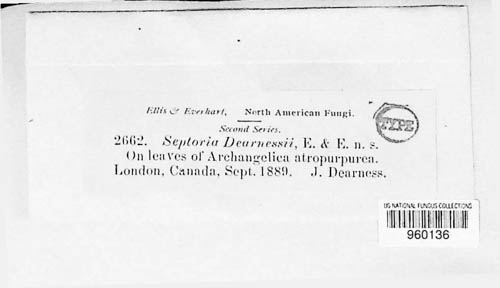 Ellis & Everhart, North American Fungi.
Second Series.
TYPE
2662. Septoria Dearnessii, E. & E. n. s.
On leaves of Archangelica atropurpurea.
London, Canada, Sept. 1889. J. Dearness.
US NATIONAL FUNGUS COLLECTIONS
960136